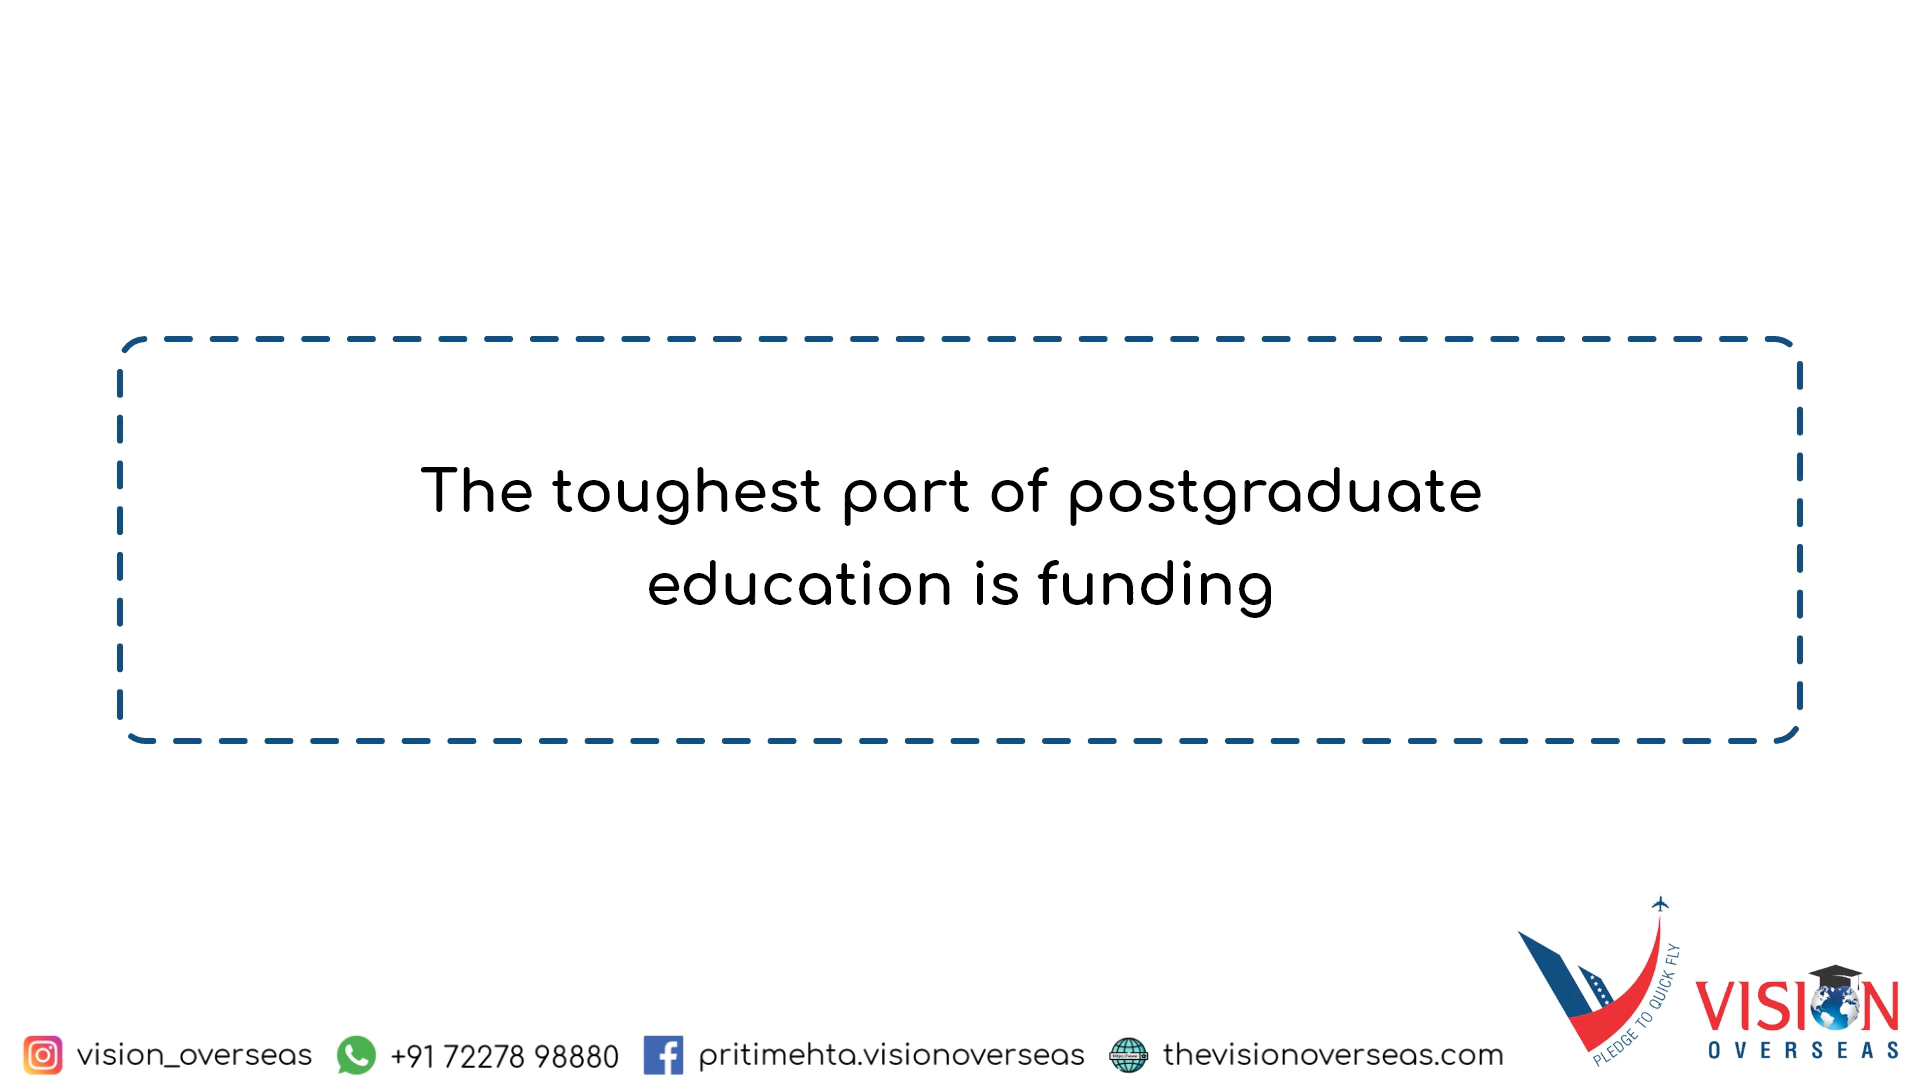 The toughest part of postgraduate
education is funding
PLEDGE TO QUICK FLY
VISION
OVERSEAS
vision_overseas
+91 72278 98880
pritimehta.visionoverseas
thevisionoverseas.com